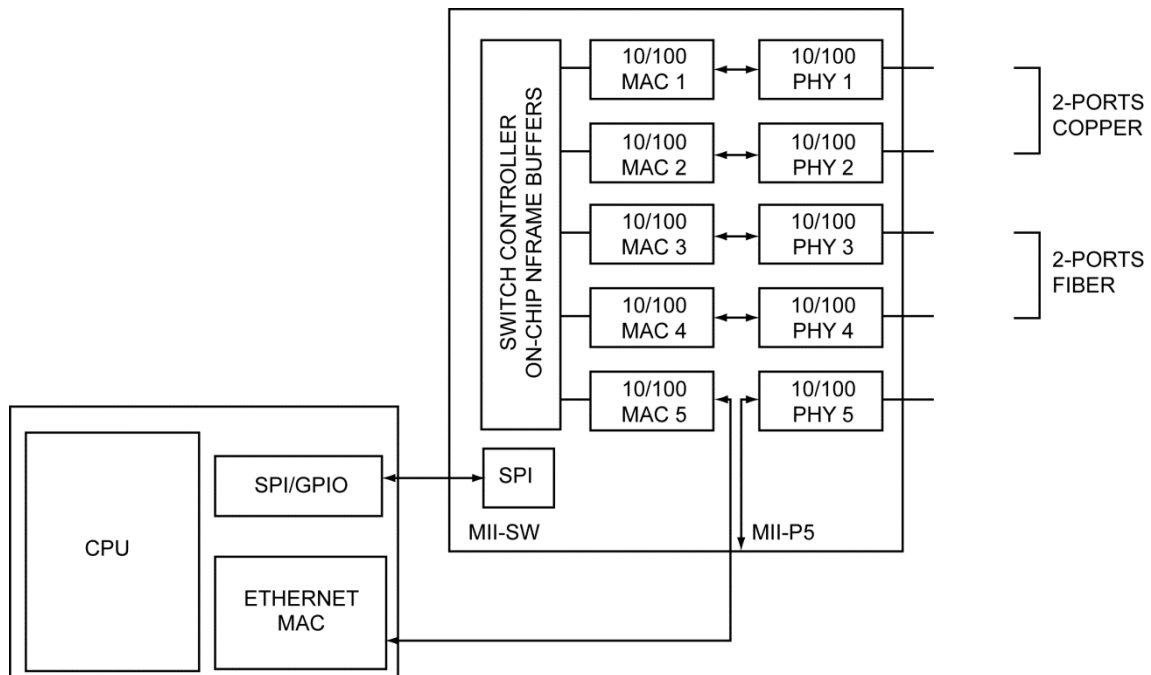 SWITCH CONTROLLER
ON-CHIP NFRAME BUFFERS
10/100
MAC 1
10/100
PHY 1
10/100
MAC 2
10/100
PHY 2
2-PORTS
COPPER
10/100
MAC 3
10/100
PHY 3
10/100
MAC 4
10/100
PHY 4
2-PORTS
FIBER
10/100
MAC 5
10/100
PHY 5
SPI
MII-SW
MII-P5
CPU
SPI/GPIO
ETHERNET
MAC